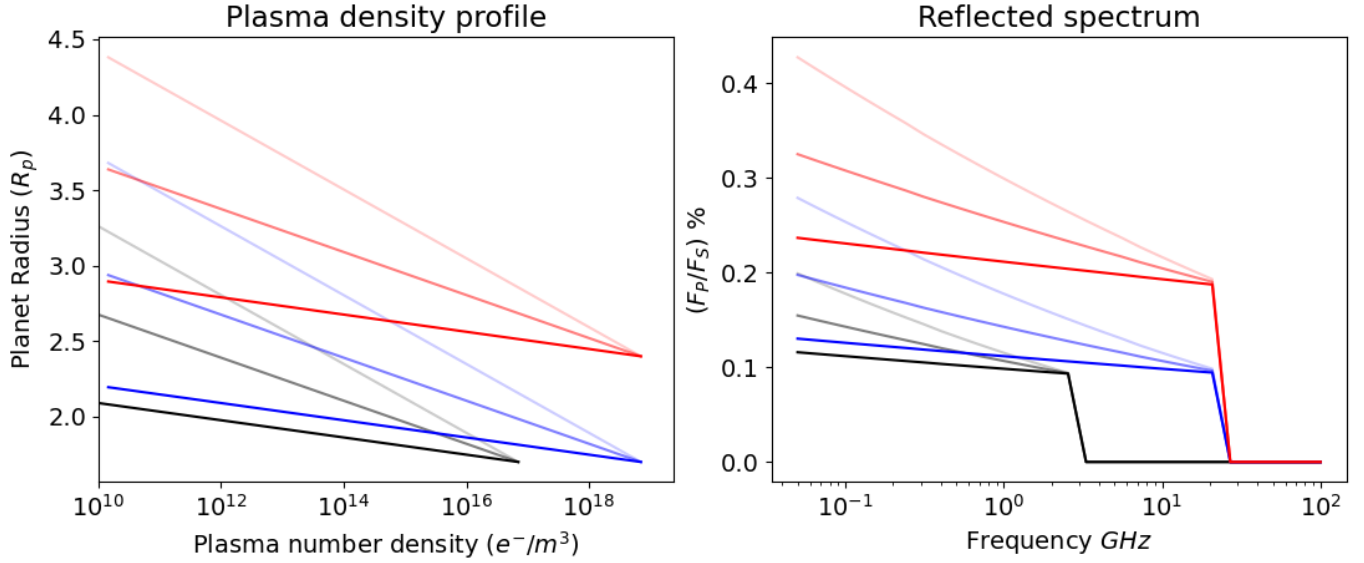 Plasma density profile
4.5
4.0
3.5
3.0
2.5
2.0
Planet Radius (R_p)
10^10 10^12 10^14 10^16 10^18
Plasma number density (e^-/m^3)
Reflected spectrum
0.4
0.3
0.2
0.1
0.0
(F_P/F_S) %
10^-1 10^0 10^1 10^2
Frequency GHz